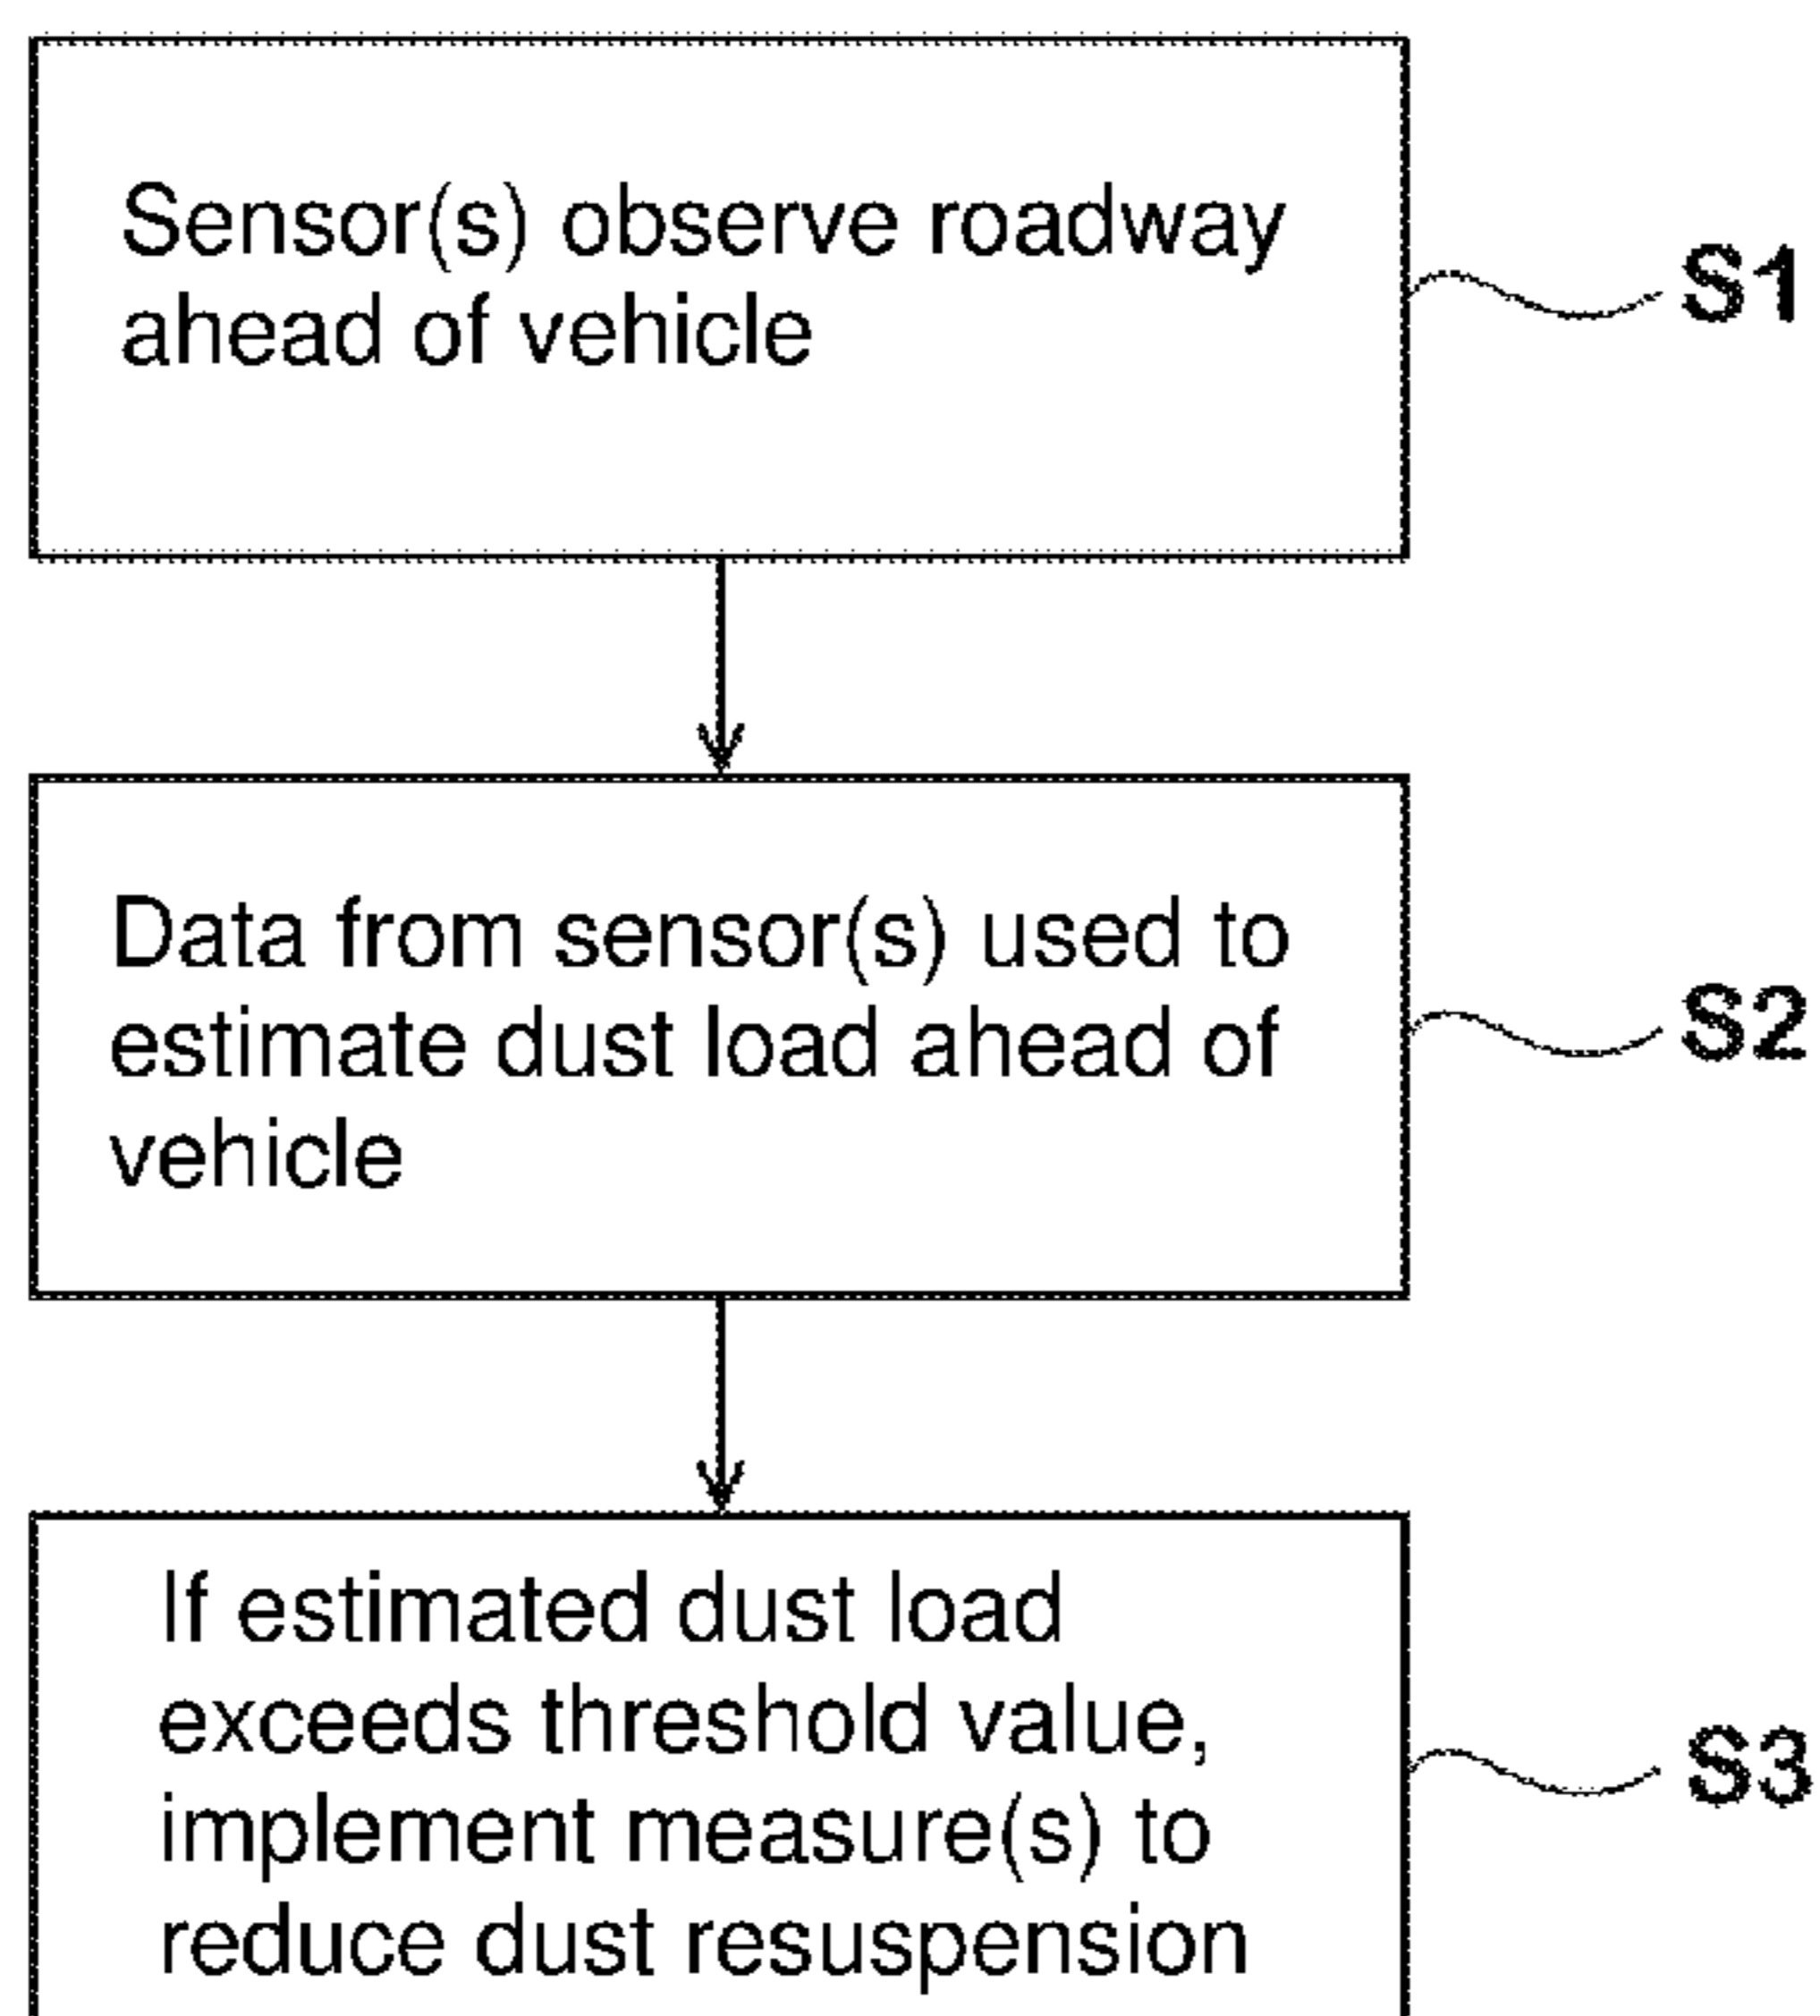 Sensor(s) observe roadway
ahead of vehicle
S1
Data from sensor(s) used to
estimate dust load ahead of
vehicle
S2
If estimated dust load
exceeds threshold value,
implement measure(s) to
reduce dust resuspension
S3